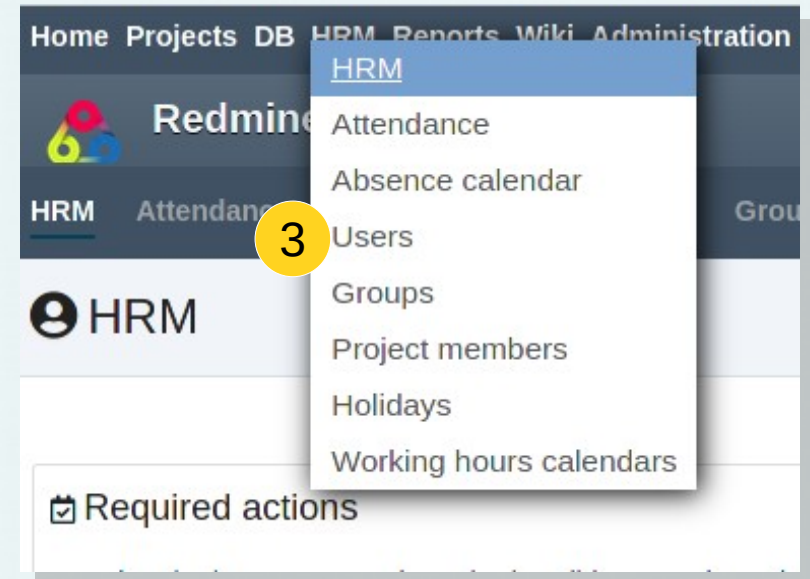 Home Projects DB HRM Reports Wiki Administration
HRM
Redmine
Attendance
Absence calendar
HRM Attendanc Grou
3 Users
Groups
HRM
Project members
Holidays
Working hours calendars
Required actions